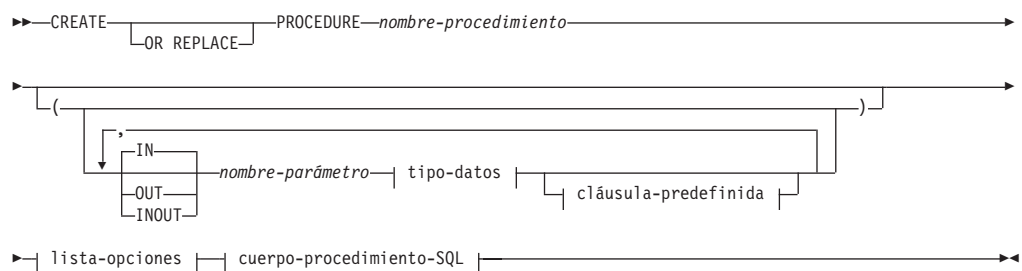 CREATE PROCEDURE nombre-procedimiento
OR REPLACE
( )
,
IN
nombre-parámetro tipo-datos
OUT cláusula-predefinida
INOUT
lista-opciones cuerpo-procedimiento-SQL